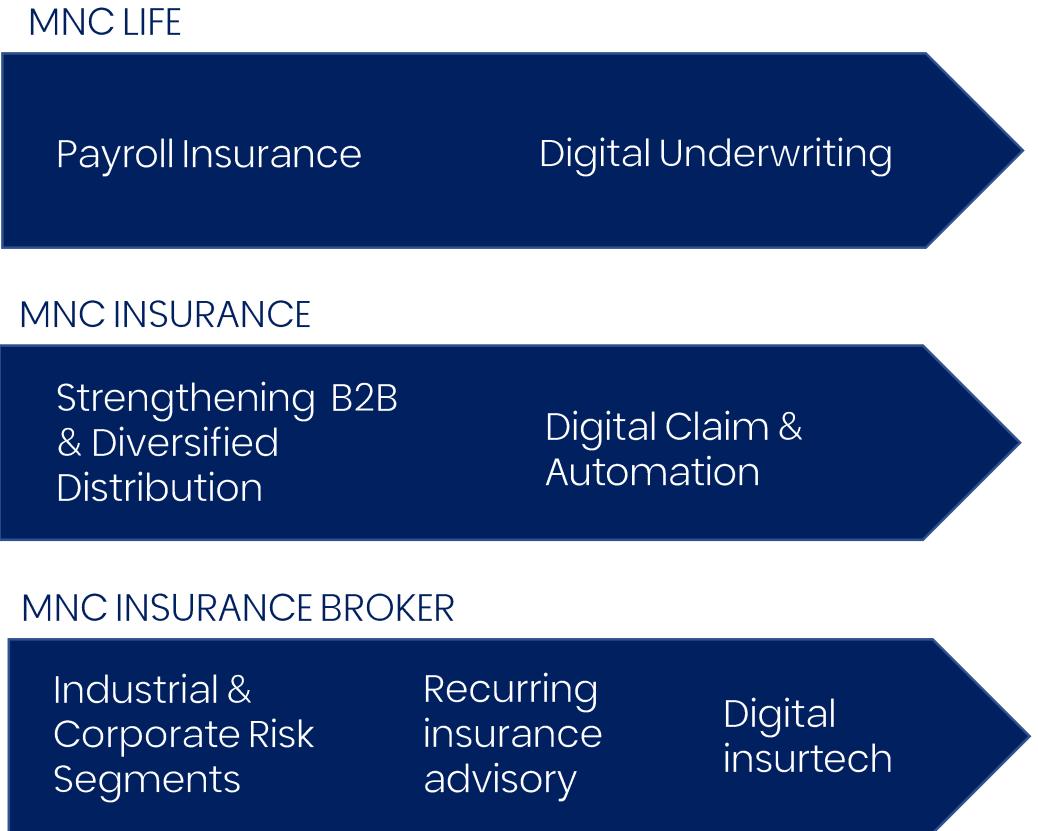 MNC LIFE
Payroll Insurance
Digital Underwriting
MNC INSURANCE
Strengthening B2B
& Diversified
Distribution
Digital Claim &
Automation
MNC INSURANCE BROKER
Industrial &
Corporate Risk
Segments
Recurring
insurance
advisory
Digital
insurtech